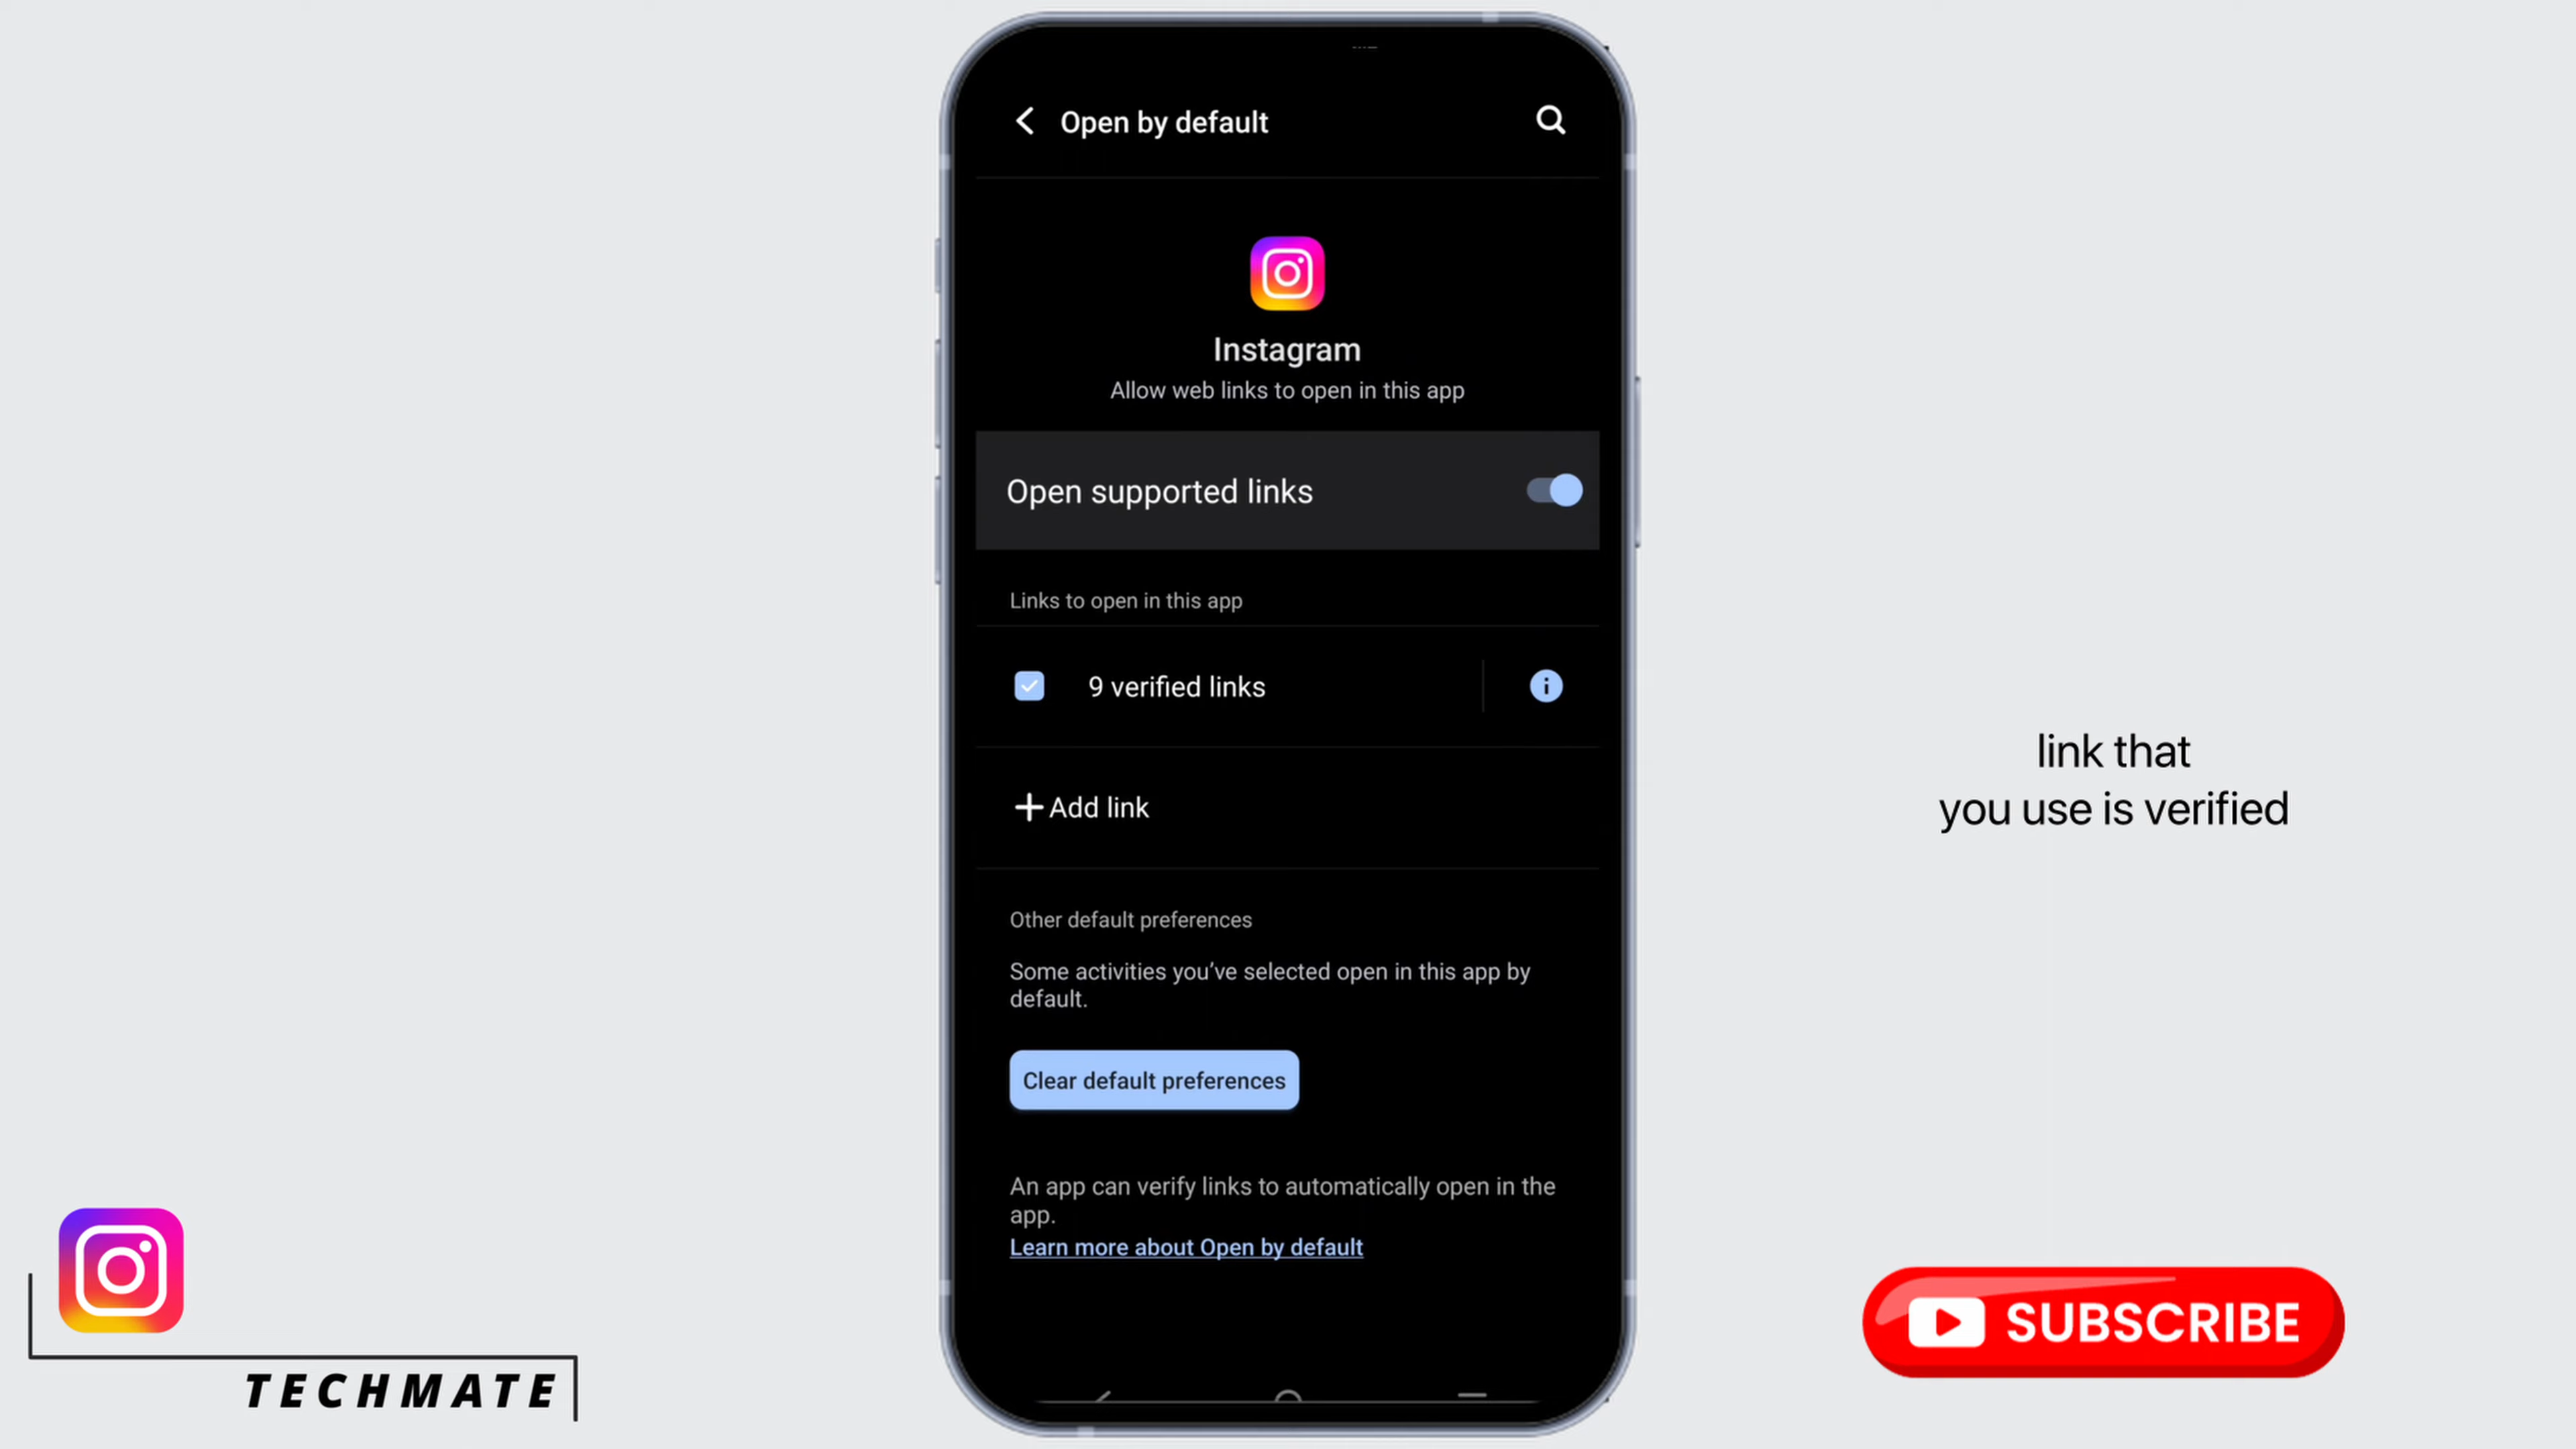 Open by default
Instagram
Allow web links to open in this app
Open supported links
Links to open in this app
9 verified links
Add link
Other default preferences
Some activities you've selected open in this app by
default.
Clear default preferences
An app can verify links to automatically open in the
app.
Learn more about Open by default
link that
you use is verified
TECHMATE
SUBSCRIBE